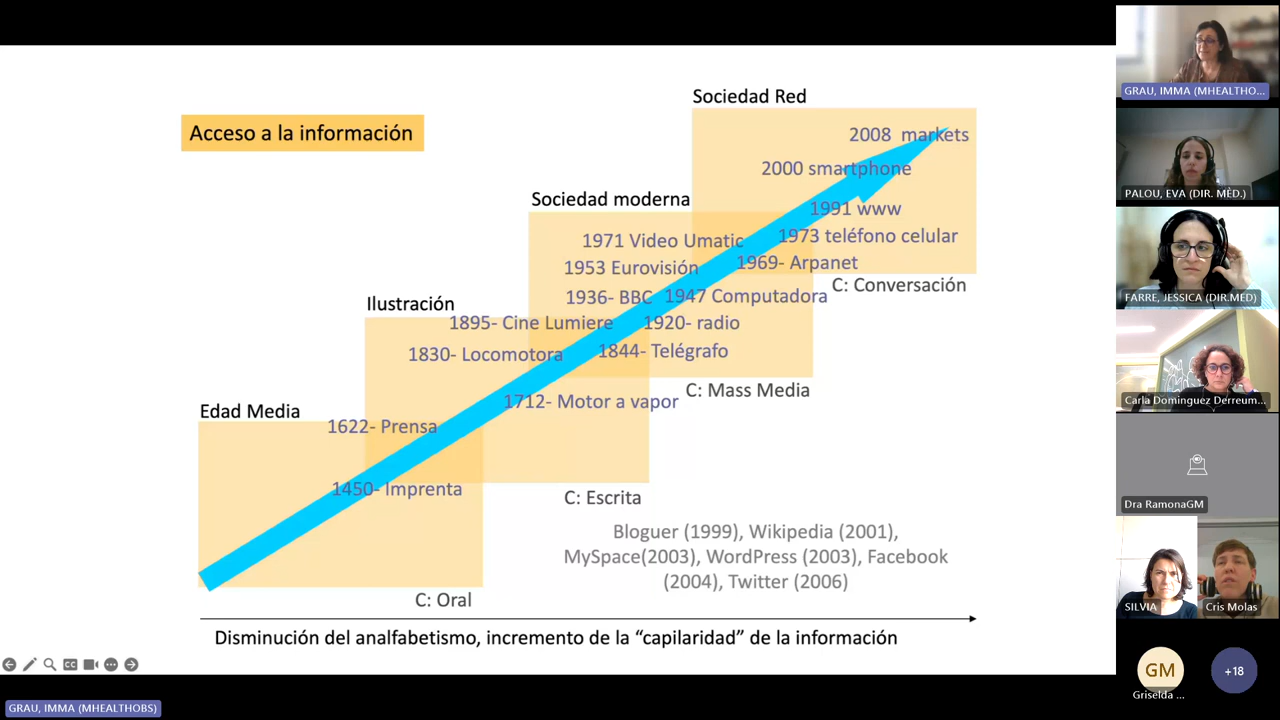 Acceso a la información
Sociedad Red
2008  markets
2000 smartphone
1991 www
1973 teléfono celular
1969- Arpanet
C: Conversación
Sociedad moderna
1971 Video Umatic
1953 Eurovisión
1936- BBC
1947 Computadora
1920- radio
1844- Telégrafo
C: Mass Media
Ilustración
1895- Cine Lumiere
1830- Locomotora
1712- Motor a vapor
C: Escrita
Edad Media
1622- Prensa
1450- Imprenta
C: Oral
Bloguer (1999), Wikipedia (2001),
MySpace(2003), WordPress (2003), Facebook
(2004), Twitter (2006)
Disminución del analfabetismo, incremento de la “capilaridad” de la información
CC
GRAU, IMMA (MHEALTHOBS)
GRAU, IMMA (MHEALTHO...
PALOU, EVA (DIR. MÈD.)
FARRE, JESSICA (DIR.MED)
Carla Dominguez Derreum...
Dra RamonaGM
SILVIA
Cris Molas
GM
Griselda ...
+18